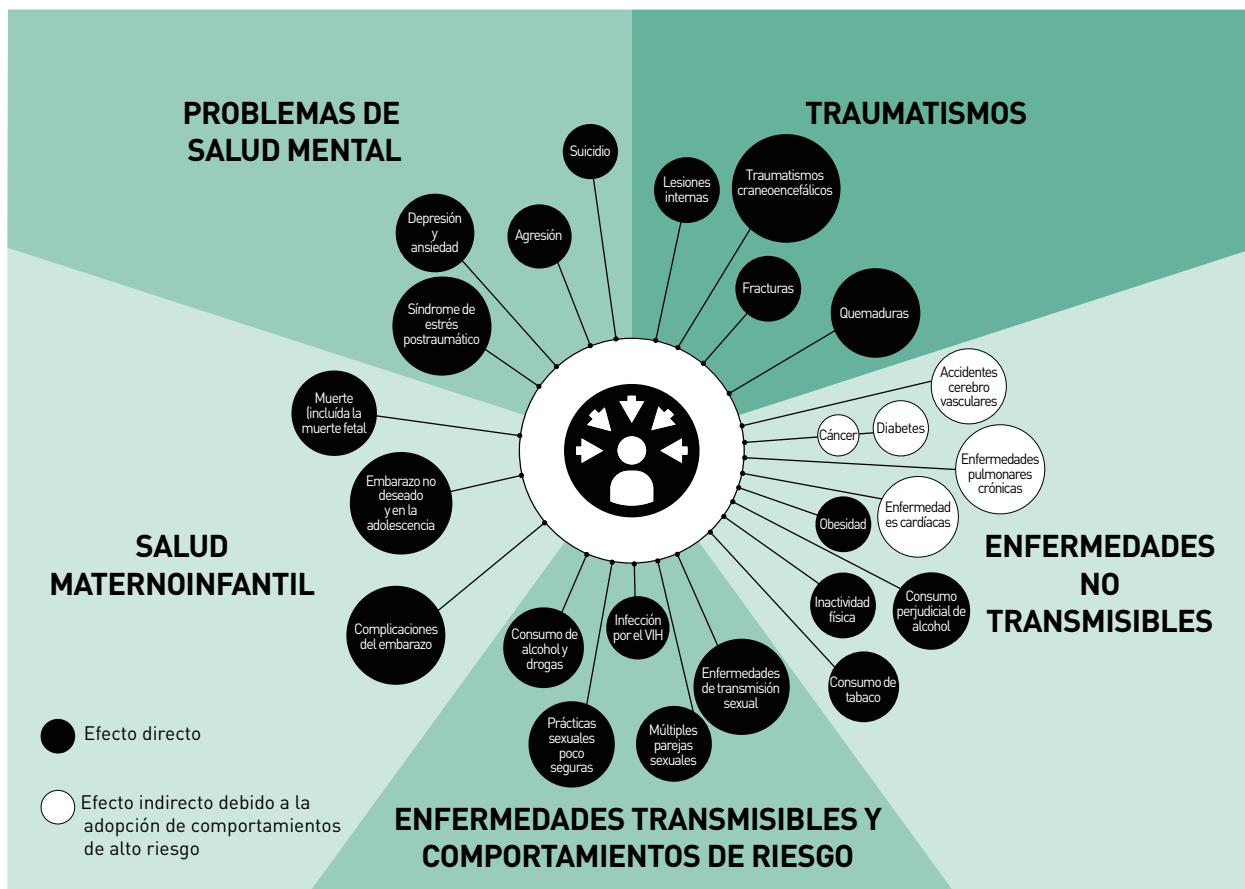 PROBLEMAS DE
SALUD MENTAL
Suicidio
Depresión
y
ansiedad
Agresión
Síndrome de
estrés
postraumático
TRAUMATISMOS
Lesiones
internas
Traumatismos
craneoencefálicos
Fracturas
Quemaduras
Accidentes
cerebro
vasculares
Cáncer
Diabetes
Enfermedades
pulmonares
crónicas
Enfermedad
es cardíacas
Obesidad
Consumo
perjudicial de
alcohol
Inactividad
física
Consumo de
tabaco
ENFERMEDADES
NO
TRANSMISIBLES
Muerte
(incluída la
muerte fetal
Embarazo no
deseado
y en la
adolescencia
Complicaciones
del embarazo
SALUD
MATERNOINFANTIL
Consumo de
alcohol y
drogas
Infección
por el VIH
Enfermedades
de transmisión
sexual
Prácticas
sexuales
poco
seguras
Múltiples
parejas
sexuales
ENFERMEDADES TRANSMISIBLES Y
COMPORTAMIENTOS DE RIESGO
Efecto directo
Efecto indirecto debido a la
adopción de comportamientos
de alto riesgo